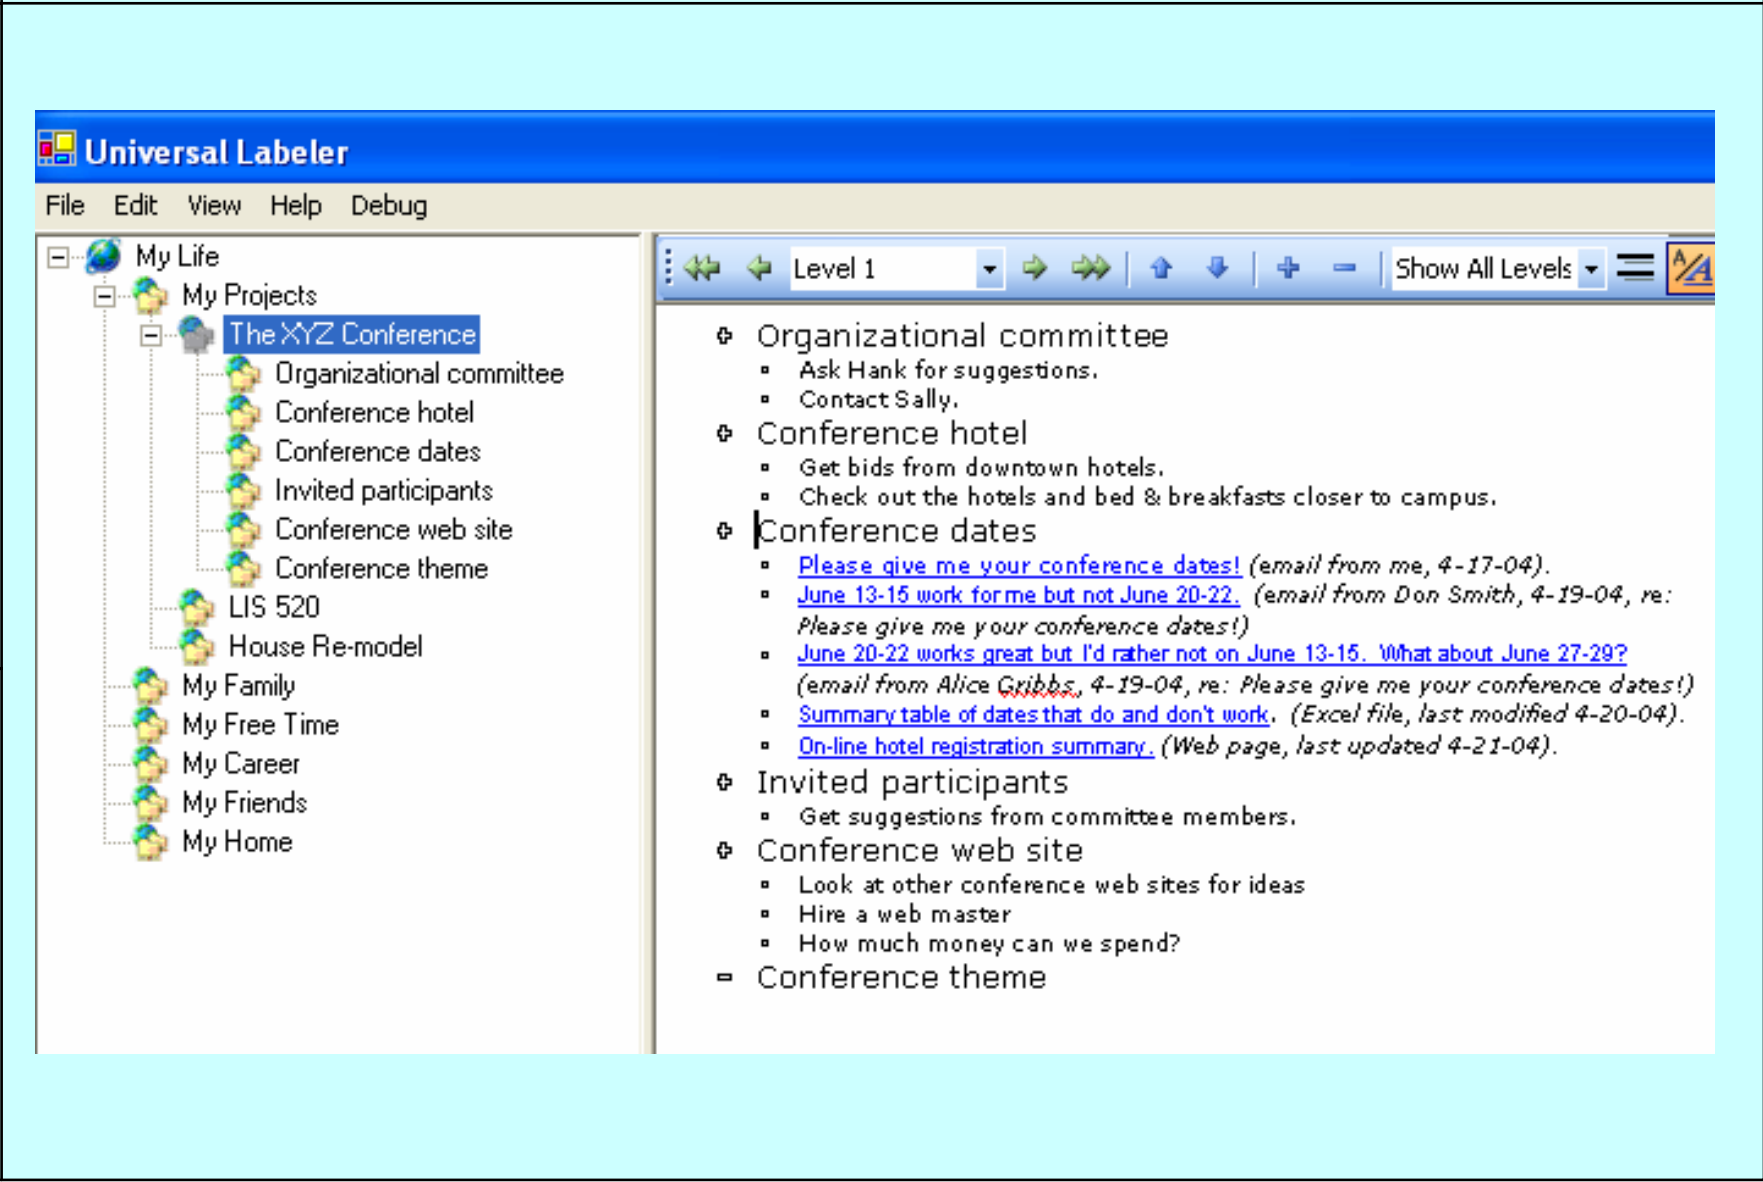 Universal Labeler
File Edit View Help Debug
My Life
My Projects
The XYZ Conference
Organizational committee
Conference hotel
Conference dates
Invited participants
Conference web site
Conference theme
LIS 520
House Re-model
My Family
My Free Time
My Career
My Friends
My Home
Level 1 Show All Levels A/A
Organizational committee
Ask Hank for suggestions.
Contact Sally.
Conference hotel
Get bids from downtown hotels.
Check out the hotels and bed & breakfasts closer to campus.
Conference dates
Please give me your conference dates! (email from me, 4-17-04).
June 13-15 work for me but not June 20-22. (email from Don Smith, 4-19-04, re:
Please give me your conference dates!)
June 20-22 works great but I'd rather not on June 13-15. What about June 27-29?
(email from Alice Gribbs, 4-19-04, re: Please give me your conference dates!)
Summary table of dates that do and don't work. (Excel file, last modified 4-20-04).
On-line hotel registration summary. (Web page, last updated 4-21-04).
Invited participants
Get suggestions from committee members.
Conference web site
Look at other conference web sites for ideas
Hire a web master
How much money can we spend?
Conference theme